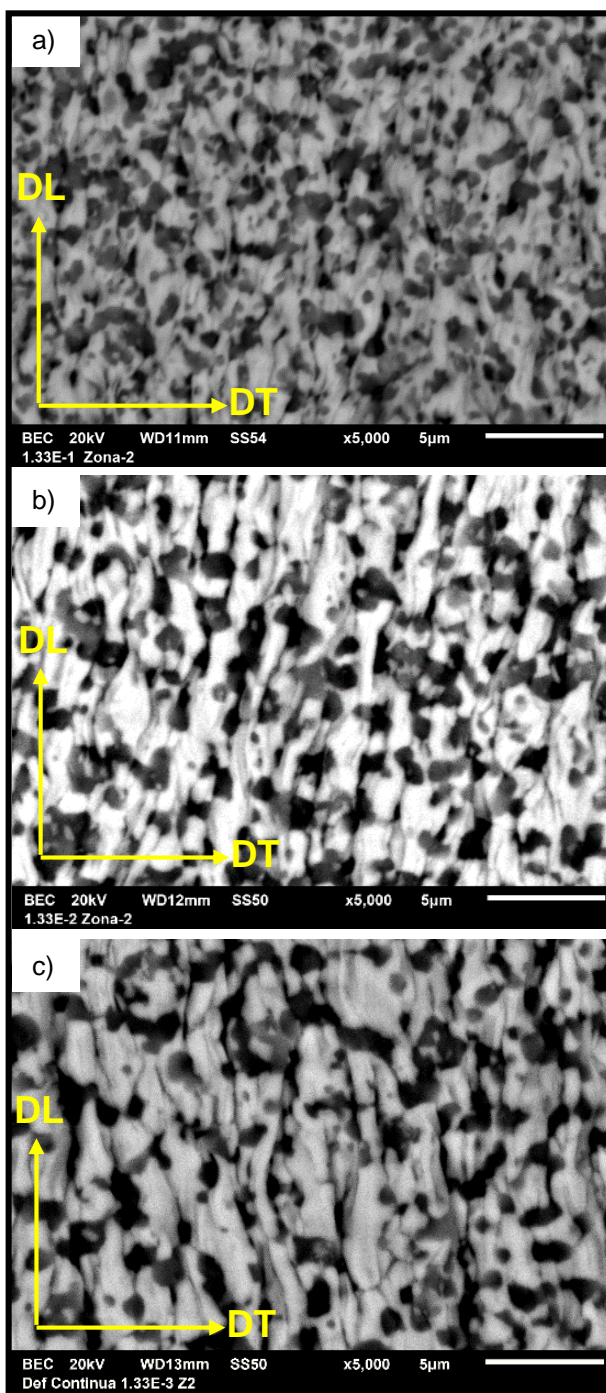 a)
DL
DT
BEC 20kV WD11mm SS54 x5,000 5µm
1.33E-1 Zona-2
b)
DL
DT
BEC 20kV WD12mm SS50 x5,000 5µm
1.33E-2 Zona-2
c)
DL
DT
BEC 20kV WD13mm SS50 x5,000 5µm
Def Continua 1.33E-3 Z2